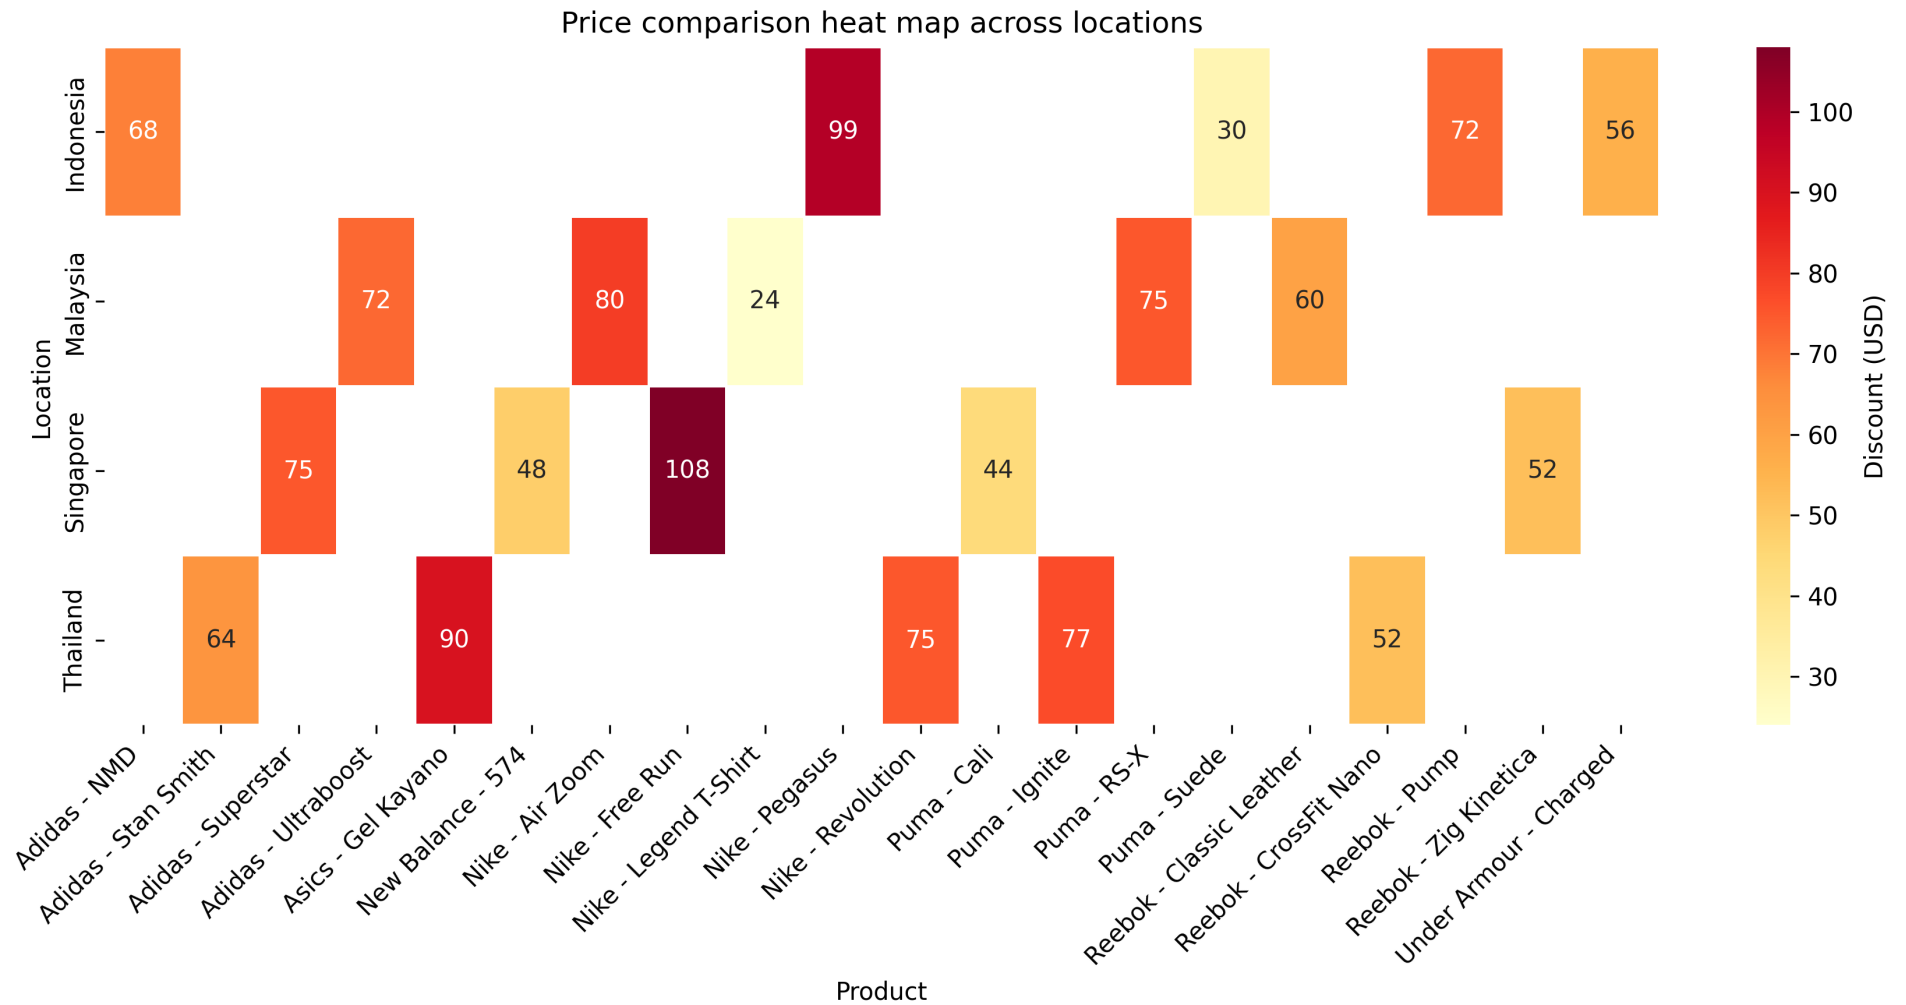 Price comparison heat map across locations
Location
Indonesia
68
99
30
72
56
Malaysia
72
80
24
75
60
Singapore
75
48
108
44
52
Thailand
64
90
75
77
52
Adidas - NMD
Adidas - Stan Smith
Adidas - Superstar
Adidas - Ultraboost
Asics - Gel Kayano
New Balance - 574
Nike - Air Zoom
Nike - Free Run
Nike - Legend T-Shirt
Nike - Pegasus
Nike - Revolution
Puma - Cali
Puma - Ignite
Puma - RS-X
Puma - Suede
Reebok - Classic Leather
Reebok - CrossFit Nano
Reebok - Pump
Reebok - Zig Kinetica
Under Armour - Charged
Product
100
90
80
70
60
50
40
30
Discount (USD)